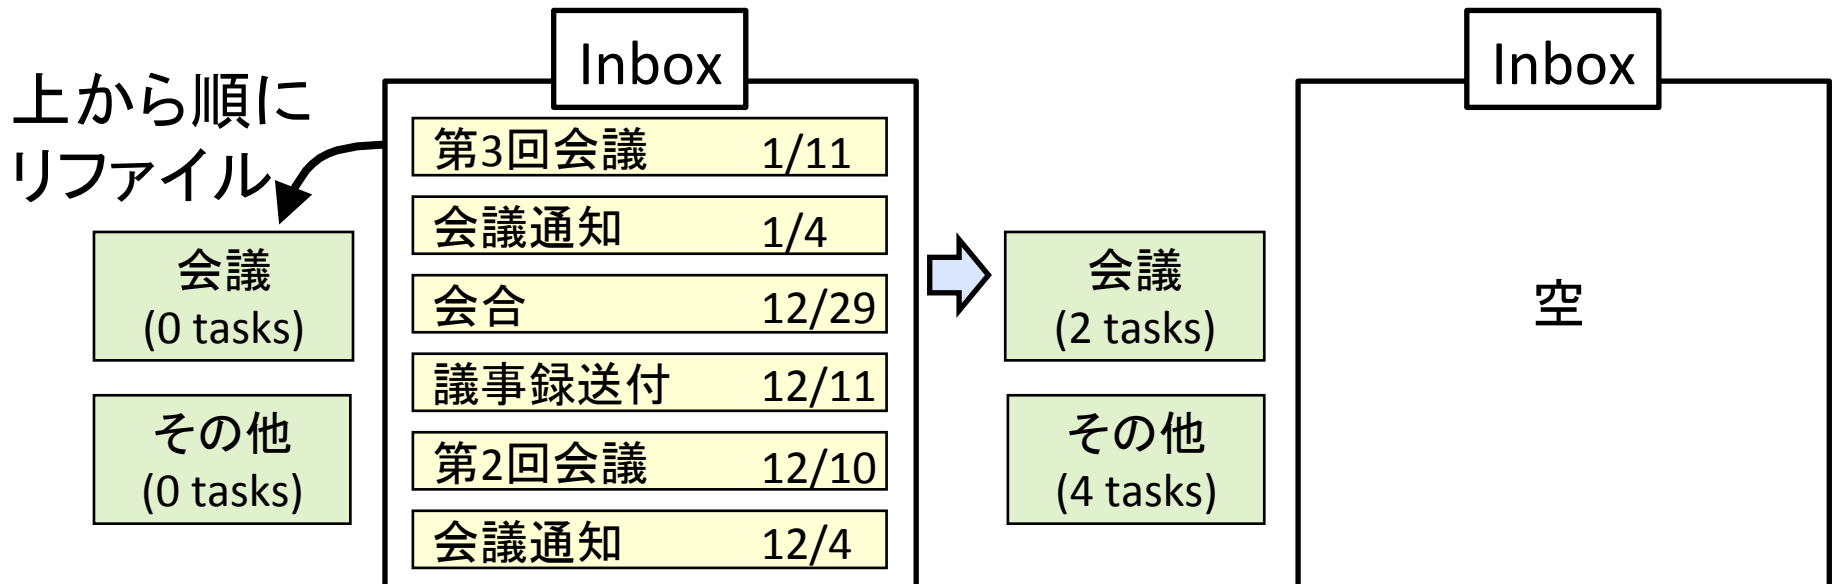 上から順に
リファイル
会議
(0 tasks)
その他
(0 tasks)
Inbox
第3回会議 1/11
会議通知 1/4
会合 12/29
議事録送付 12/11
第2回会議 12/10
会議通知 12/4
会議
(2 tasks)
その他
(4 tasks)
Inbox
空